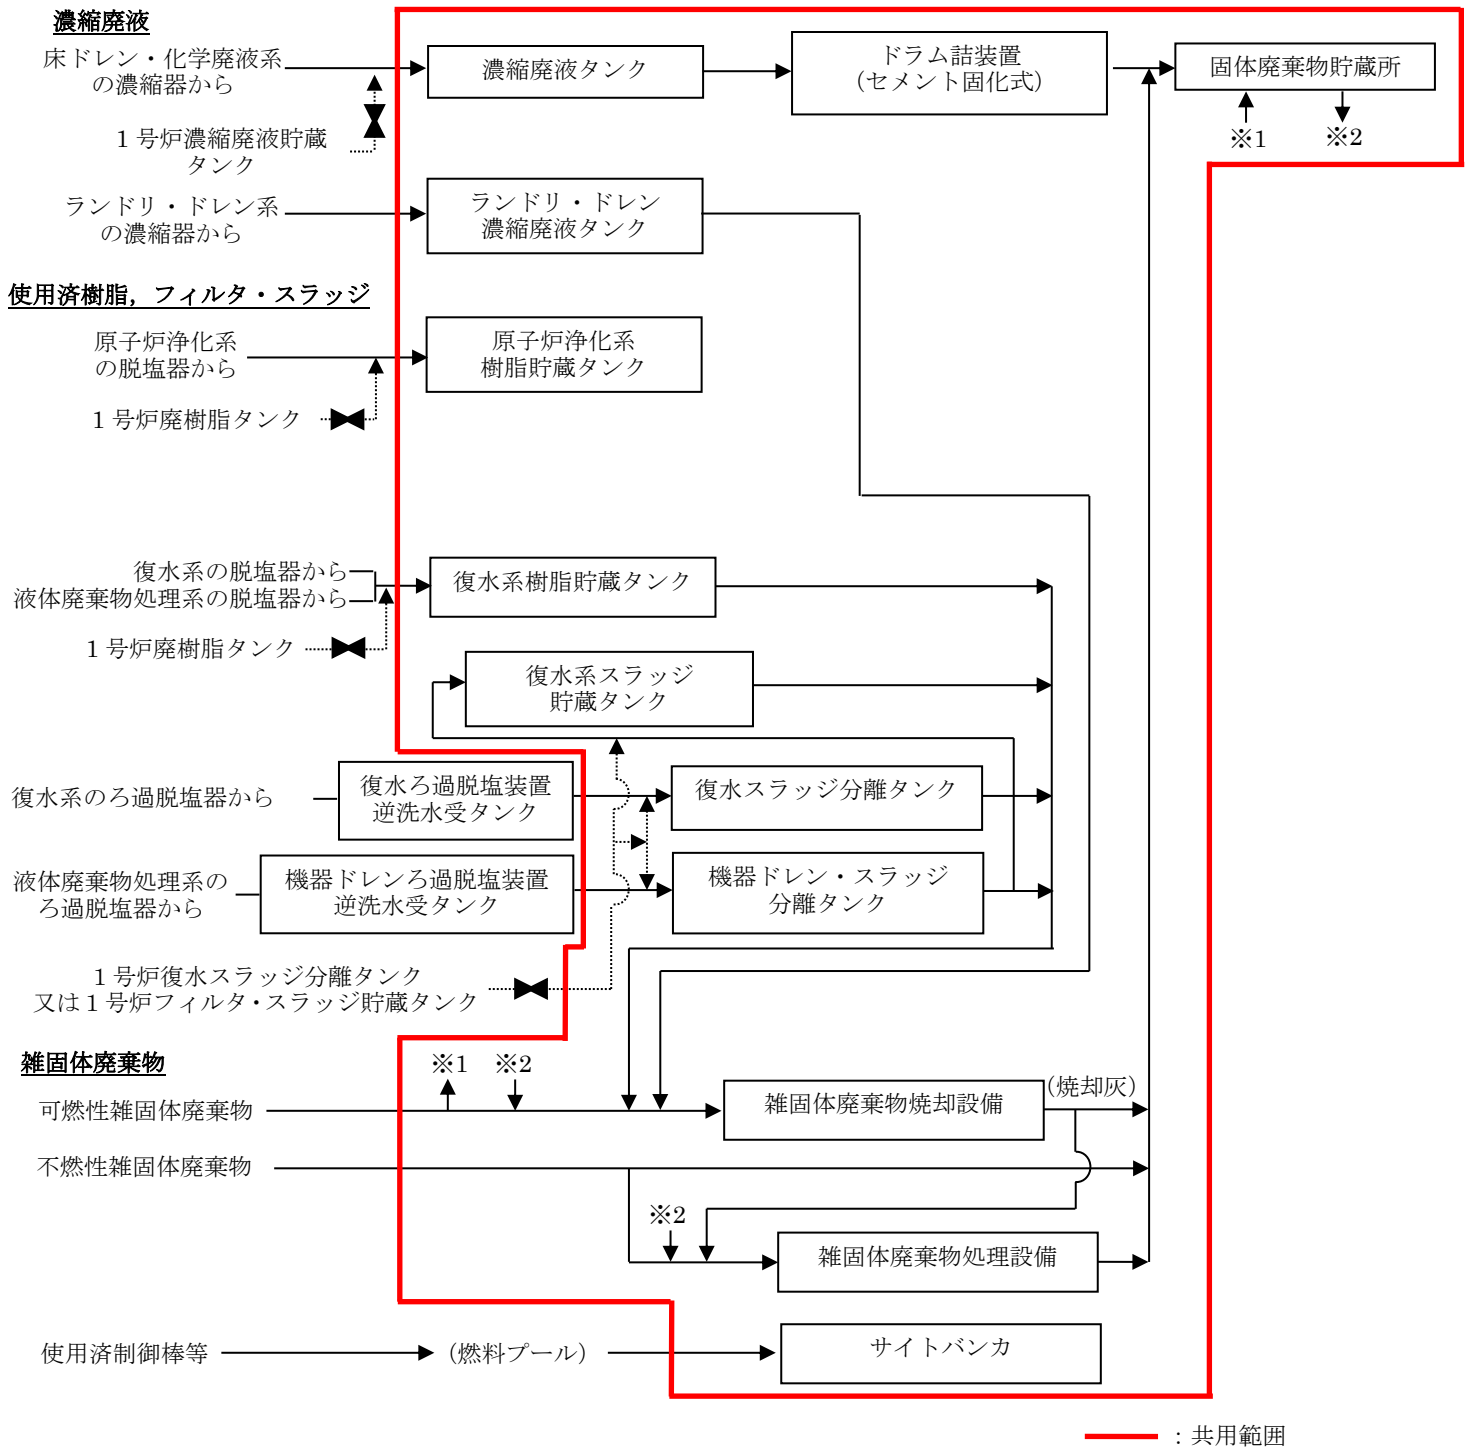 濃縮廃液
床ドレン・化学廃液系
の濃縮器から
濃縮廃液タンク
ドラム詰装置
（セメント固化式）
固体廃棄物貯蔵所
※1
※2
1号炉濃縮廃液貯蔵
タンク
ランドリ・ドレン系
の濃縮器から
ランドリ・ドレン
濃縮廃液タンク
使用済樹脂，フィルタ・スラッジ
原子炉浄化系
の脱塩器から
原子炉浄化系
樹脂貯蔵タンク
1号炉廃樹脂タンク
復水系の脱塩器から
液体廃棄物処理系の脱塩器から
復水系樹脂貯蔵タンク
1号炉廃樹脂タンク
復水系スラッジ
貯蔵タンク
復水系のろ過脱塩器から
復水ろ過脱塩装置
逆洗水受タンク
復水スラッジ分離タンク
液体廃棄物処理系の
ろ過脱塩器から
機器ドレンろ過脱塩装置
逆洗水受タンク
機器ドレン・スラッジ
分離タンク
1号炉復水スラッジ分離タンク
又は1号炉フィルタ・スラッジ貯蔵タンク
雑固体廃棄物
※1
※2
可燃性雑固体廃棄物
雑固体廃棄物焼却設備
（焼却灰）
不燃性雑固体廃棄物
※2
雑固体廃棄物処理設備
使用済制御棒等
（燃料プール）
サイトバンカ
：共用範囲